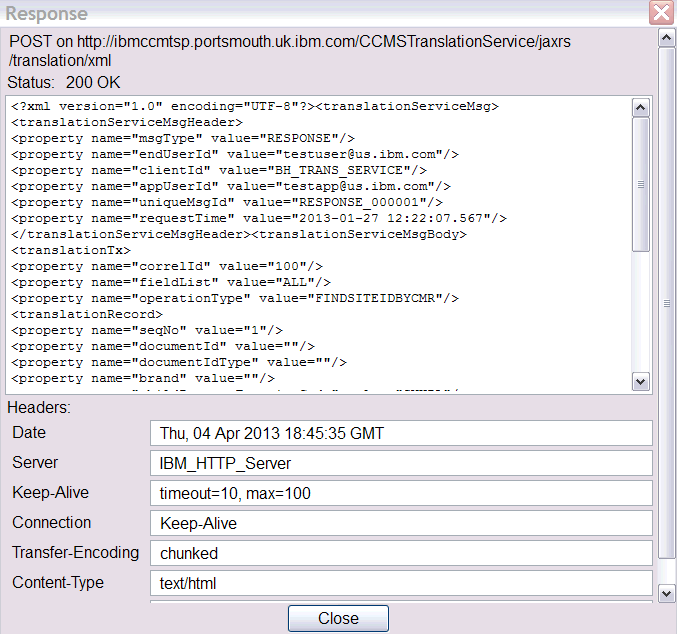 Response
POST on http://ibmccmtsp.portsmouth.uk.ibm.com/CCMSTranslationService/jaxrs
/translation/xml
Status: 200 OK
<?xml version="1.0" encoding="UTF-8"?><translationServiceMsg>
<translationServiceMsgHeader>
<property name="msgType" value="RESPONSE"/>
<property name="endUserId" value="testuser@us.ibm.com"/>
<property name="clientId" value="BH_TRANS_SERVICE"/>
<property name="appUserId" value="testapp@us.ibm.com"/>
<property name="uniqueMsgId" value="RESPONSE_000001"/>
<property name="requestTime" value="2013-01-27 12:22:07.567"/>
</translationServiceMsgHeader><translationServiceMsgBody>
<translationTx>
<property name="correlId" value="100"/>
<property name="fieldList" value="ALL"/>
<property name="operationType" value="FINDSITEIDBYCMR"/>
<translationRecord>
<property name="seqNo" value="1"/>
<property name="documentId" value=""/>
<property name="documentIdType" value=""/>
<property name="brand" value=""/>
Headers:
Date Thu, 04 Apr 2013 18:45:35 GMT
Server IBM_HTTP_Server
Keep-Alive timeout=10, max=100
Connection Keep-Alive
Transfer-Encoding chunked
Content-Type text/html
Close